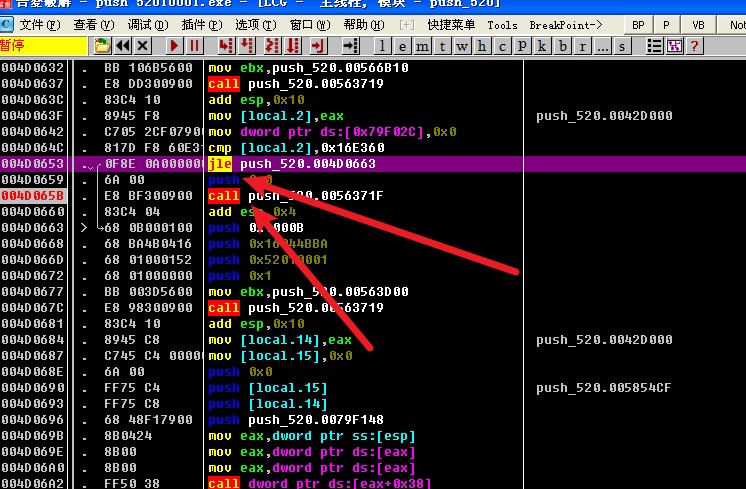 吾爱破解 - push_52010001.exe - [LCG - 主线程, 模块 - push_520]
C 文件(F) 查看(V) 调试(D) 插件(P) 选项(T) 窗口(W) 帮助(H) [+] 快捷菜单 Tools BreakPoint-> BP P VB Not
暂停 l e m t w h c p k b r ... s ?
004D0632 . BB 106B5600 mov ebx,push_520.00566B10
004D0637 . E8 DD300900 call push_520.00563719
004D063C . 83C4 10 add esp,0x10
004D063F . 8945 F8 mov [local.2],eax push_520.0042D000
004D0642 . C705 2CF07900 mov dword ptr ds:[0x79F02C],0x0
004D064C . 817D F8 60E3 cmp [local.2],0x16E360
004D0653 . 0F8E 0A000000 jle push_520.004D0663
004D0659 . 6A 00 push
004D065B . E8 BF300900 call push_520.0056371F
004D0660 . 83C4 04 add esp,0x4
004D0663 > 68 0B000100 push 0x1000B
004D0668 . 68 BA4B0416 push 0x16044BBA
004D066D . 68 01000152 push 0x52010001
004D0672 . 68 01000000 push 0x1
004D0677 . BB 003D5600 mov ebx,push_520.00563D00
004D067C . E8 98300900 call push_520.00563719
004D0681 . 83C4 10 add esp,0x10
004D0684 . 8945 C8 mov [local.14],eax push_520.0042D000
004D0687 . C745 C4 00000 mov [local.15],0x0
004D068E . 6A 00 push 0x0
004D0690 . FF75 C4 push [local.15] push_520.005854CF
004D0693 . FF75 C8 push [local.14]
004D0696 . 68 48F17900 push push_520.0079F148
004D069B . 8B0424 mov eax,dword ptr ss:[esp]
004D069E . 8B00 mov eax,dword ptr ds:[eax]
004D06A0 . 8B00 mov eax,dword ptr ds:[eax]
004D06A2 . FF50 38 call dword ptr ds:[eax+0x38]